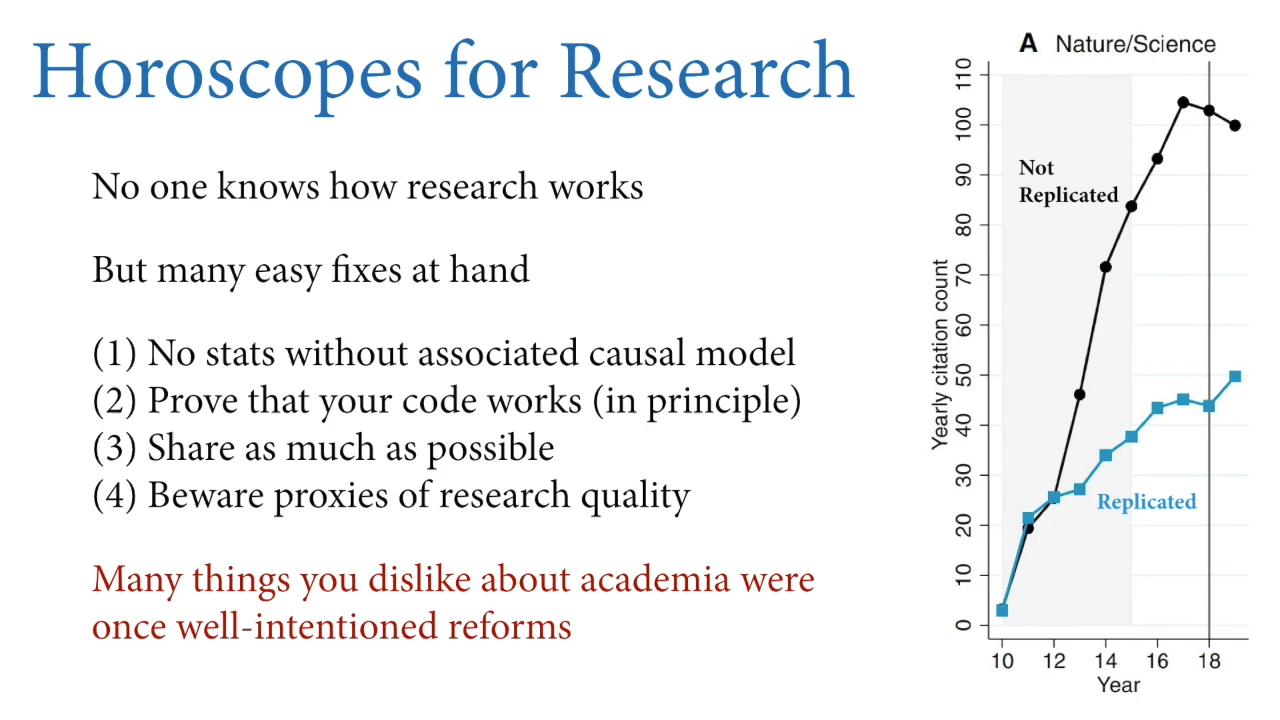 Horoscopes for Research
No one knows how research works
But many easy fixes at hand
(1) No stats without associated causal model
(2) Prove that your code works (in principle)
(3) Share as much as possible
(4) Beware proxies of research quality
Many things you dislike about academia were
once well-intentioned reforms
A Nature/Science
110
100
90
80
70
60
50
40
30
20
10
0
Yearly citation count
Not
Replicated
Replicated
10 12 14 16 18
Year